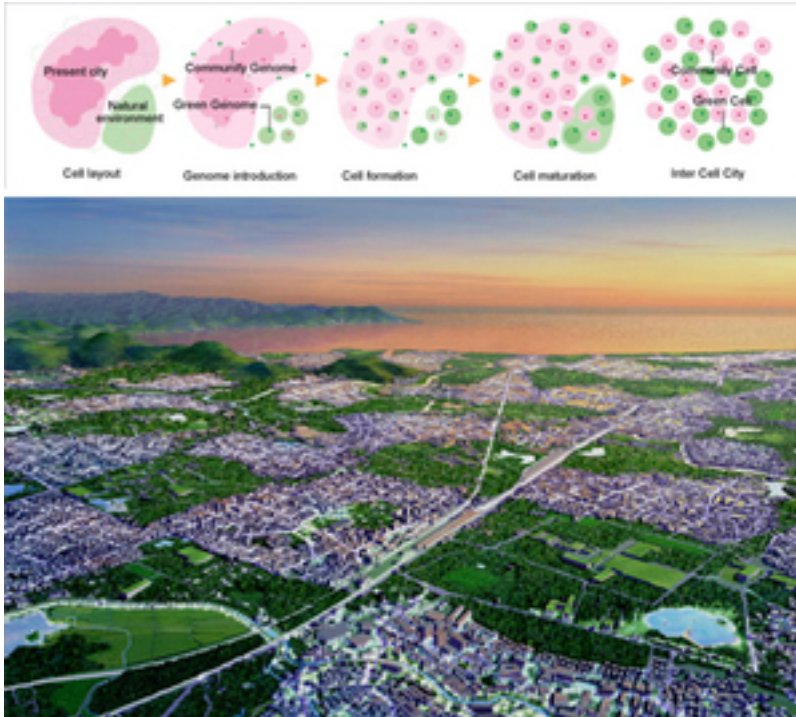 Present city
Natural
environment
Cell layout
Community Genome
Green Genome
Genome introduction
Cell formation
Cell maturation
Community Cell
Green Cell
Inter Cell City